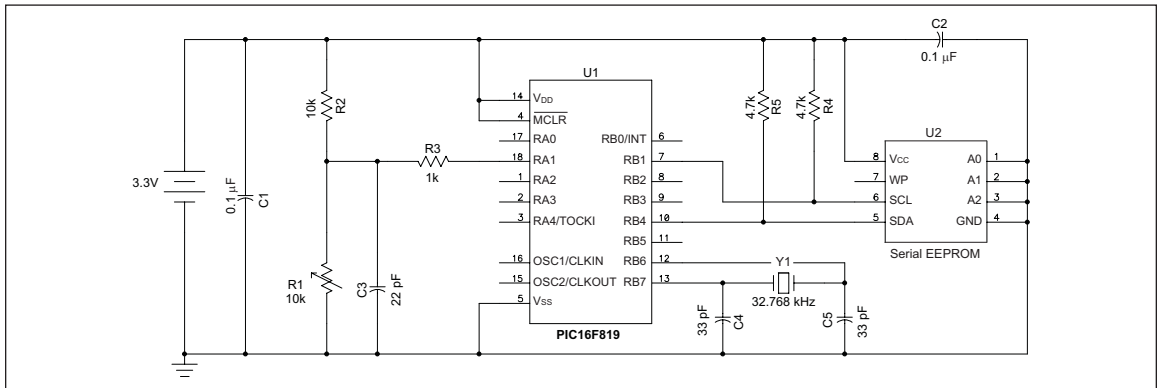 C2
0.1 µF
U1
10k
R2
14 VDD
4 MCLR
17 RA0
18 RA1
1 RA2
2 RA3
3 RA4/TOCKI
16 OSC1/CLKIN
15 OSC2/CLKOUT
5 VSS
RB0/INT 6
RB1 7
RB2 8
RB3 9
RB4 10
RB5 11
RB6 12
RB7 13
PIC16F819
4.7k
R5
4.7k
R4
U2
8 VCC
7 WP
6 SCL
5 SDA
A0 1
A1 2
A2 3
GND 4
Serial EEPROM
R3
1k
3.3V
0.1 µF
C1
R1
10k
C3
22 pF
Y1
32.768 kHz
33 pF
C4
C5
33 pF